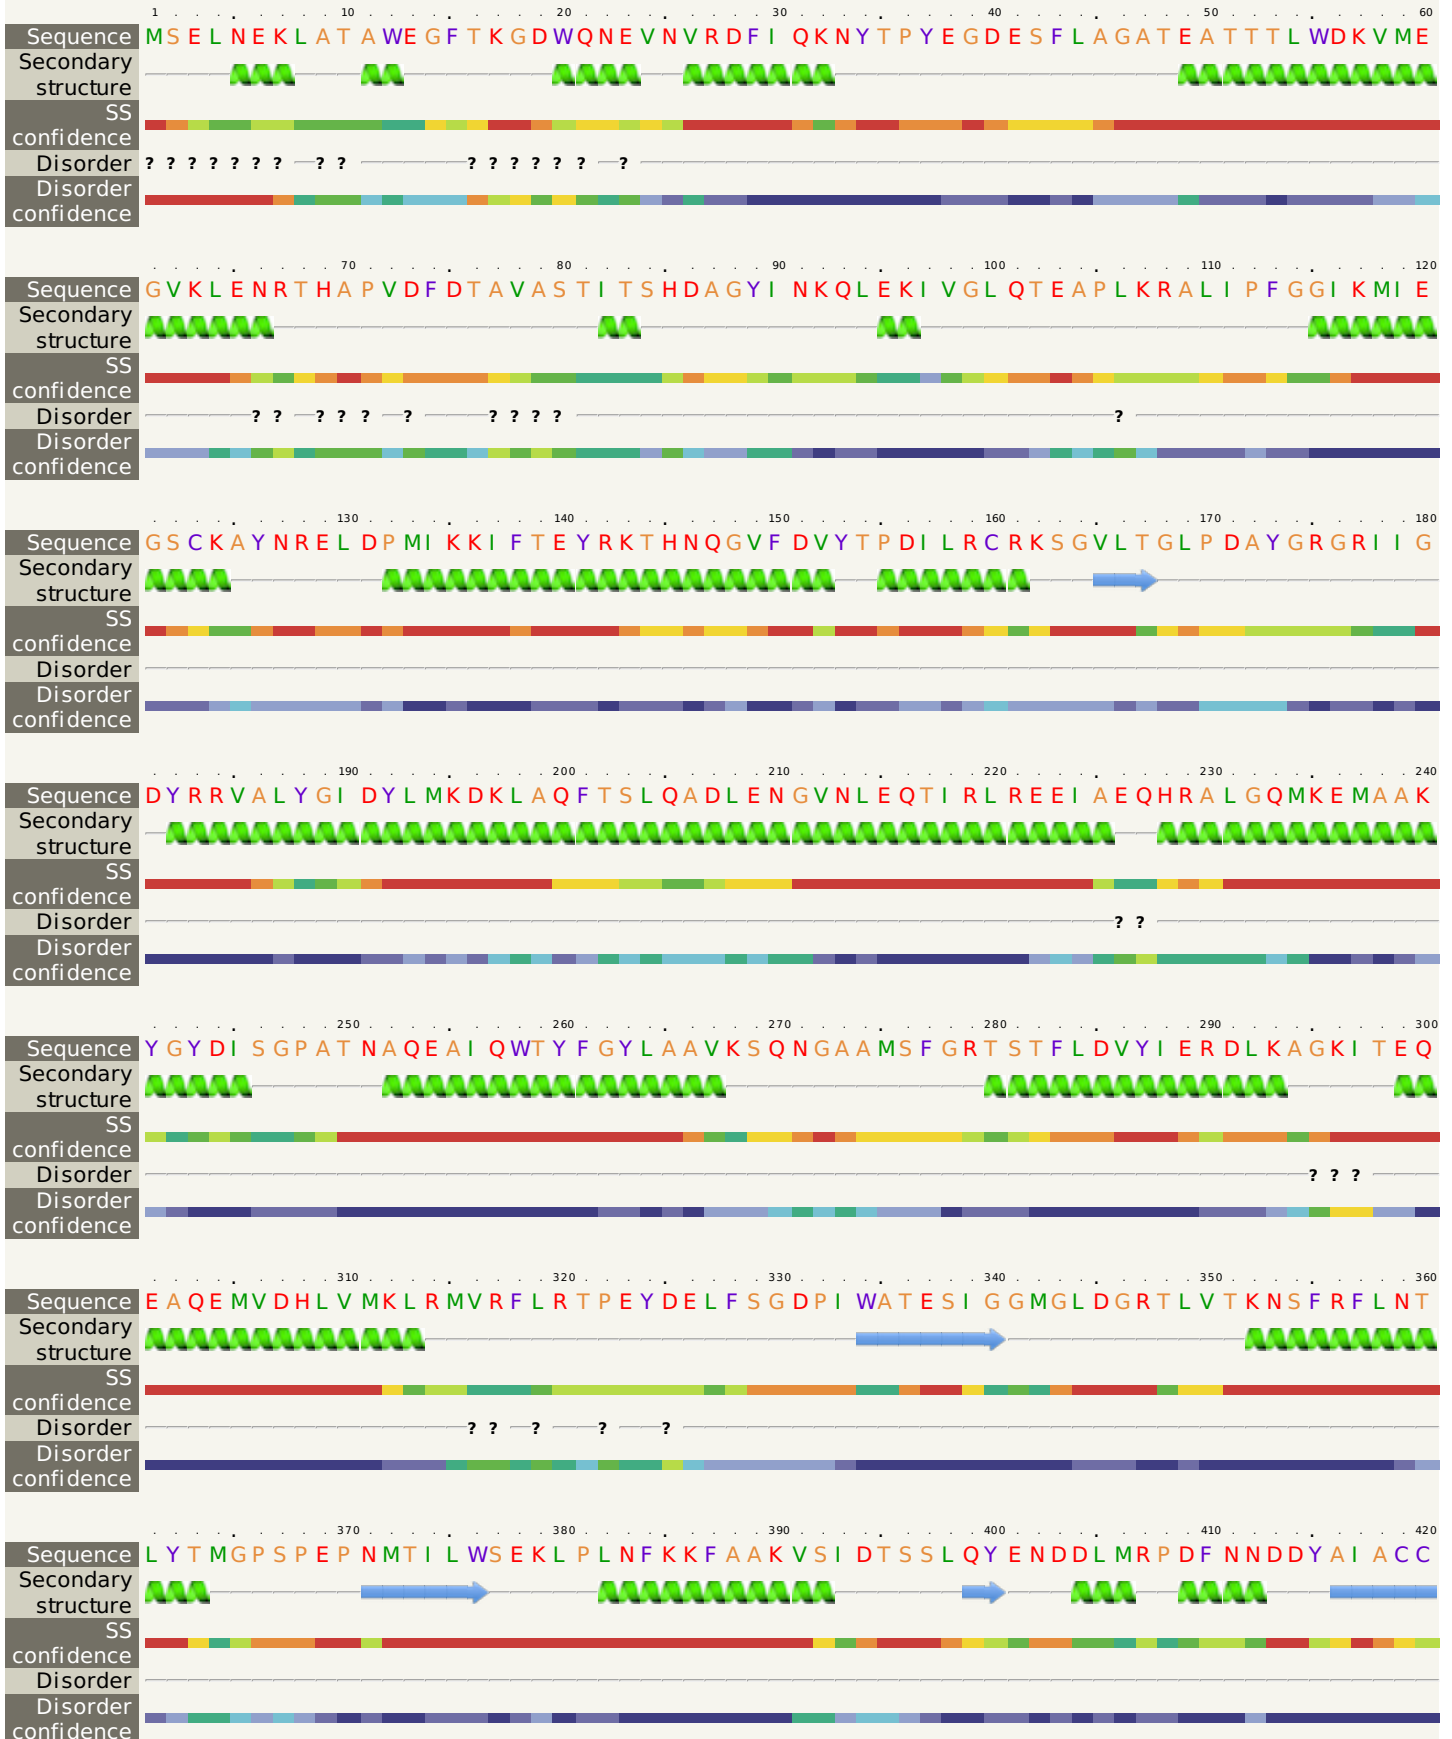 1 10 20 30 40 50 60
Sequence MSELNEKLATAWEGFTKGDWQNEVNVRDFIQKNYTPYEGDESFLAGATEATTTLWDKVME
Secondary
structure
SS
confidence
Disorder ? ? ? ? ? ? ? ? ? ? ? ? ? ? ? ?
Disorder
confidence
70 80 90 100 110 120
Sequence GVKLENRTHAPVDFDTAVASTITSHDAGYINKQLEKIVGLQTEAPLKRALIPFGGIKMIE
Secondary
structure
SS
confidence
Disorder ? ? ? ? ? ? ? ? ? ? ?
Disorder
confidence
130 140 150 160 170 180
Sequence GSCKAYNRELDPMIKKIFTEYRKTHNQGVFDVYTPDILRCRKSGVLTGLPDAYGRGRIIG
Secondary
structure
SS
confidence
Disorder
Disorder
confidence
190 200 210 220 230 240
Sequence DYRRVALYGIDYLMKDKLAQFTSLQADLENGVNLEQTIRLREEIAEQHRALGQMKEMAAK
Secondary
structure
SS
confidence
Disorder ? ?
Disorder
confidence
250 260 270 280 290 300
Sequence YGYDISGPATNAQEAIQWTYFGYLAAVKSQNGAAMSFGRTSTFLDVYIERDLKAGKITEQ
Secondary
structure
SS
confidence
Disorder ? ? ?
Disorder
confidence
310 320 330 340 350 360
Sequence EAQEMVDHLVMKLRMVRFLRTPEYDELFSGDPIWATESIGGMGLDGRTLVTKNSFRFLNT
Secondary
structure
SS
confidence
Disorder ? ? ? ? ?
Disorder
confidence
370 380 390 400 410 420
Sequence LYTMGPSPEPNMTILWSEKLPLNFKKFAAKVSIDTSSLQYENDDLMRPDFNNDDYAIACC
Secondary
structure
SS
confidence
Disorder
Disorder
confidence